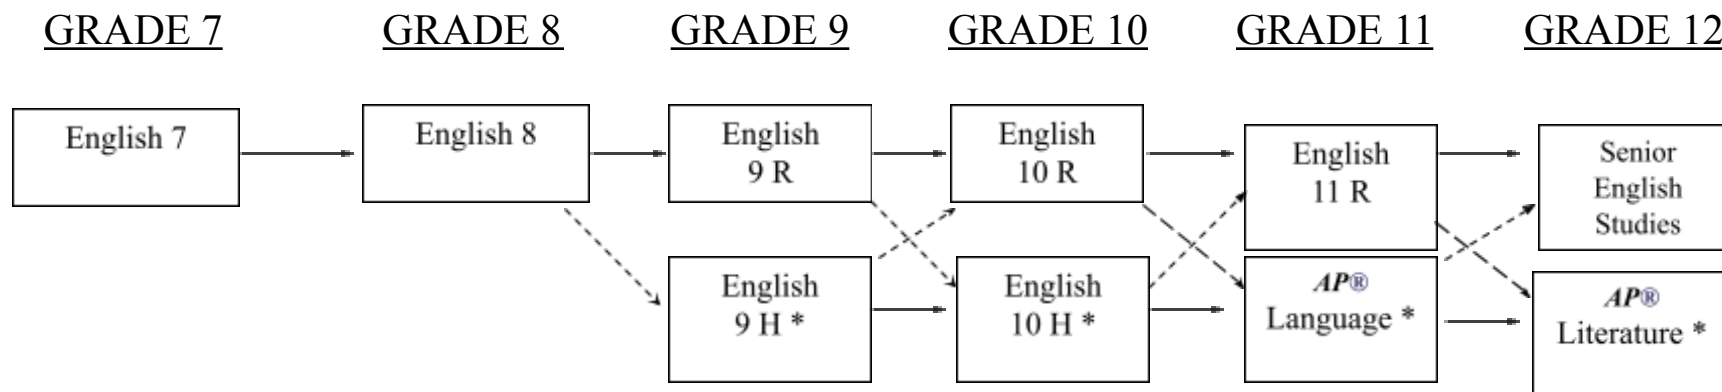 GRADE 7 GRADE 8 GRADE 9 GRADE 10 GRADE 11 GRADE 12
English 7
English 8
English
9 R
English
10 R
English
11 R
Senior
English
Studies
English
9 H *
English
10 H *
AP®
Language *
AP®
Literature *